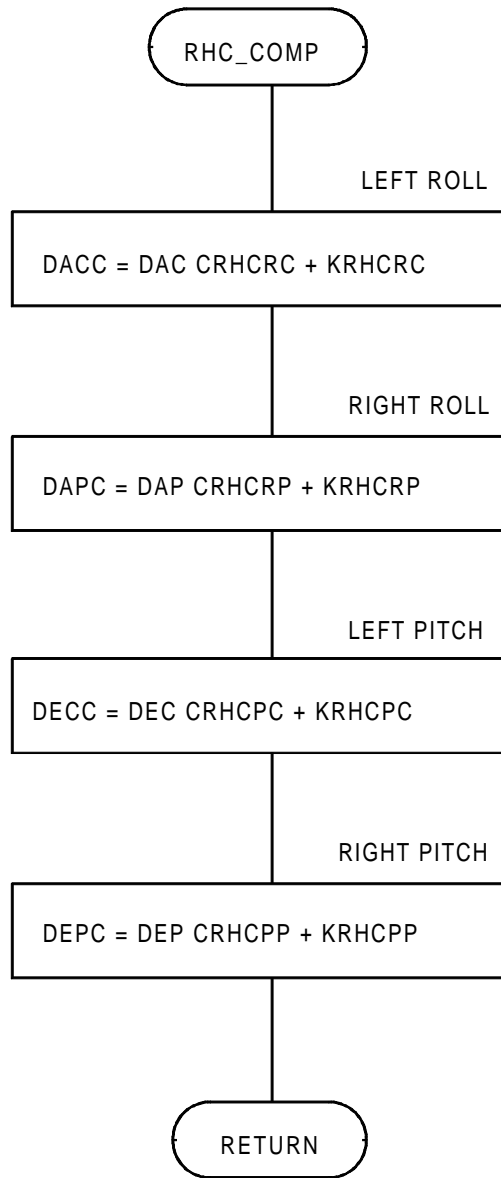 RHC_COMP
LEFT ROLL
DACC = DAC CRHCRC + KRHCRC
RIGHT ROLL
DAPC = DAP CRHCRP + KRHCRP
LEFT PITCH
DECC = DEC CRHCPC + KRHCPC
RIGHT PITCH
DEPC = DEP CRHCPP + KRHCPP
RETURN